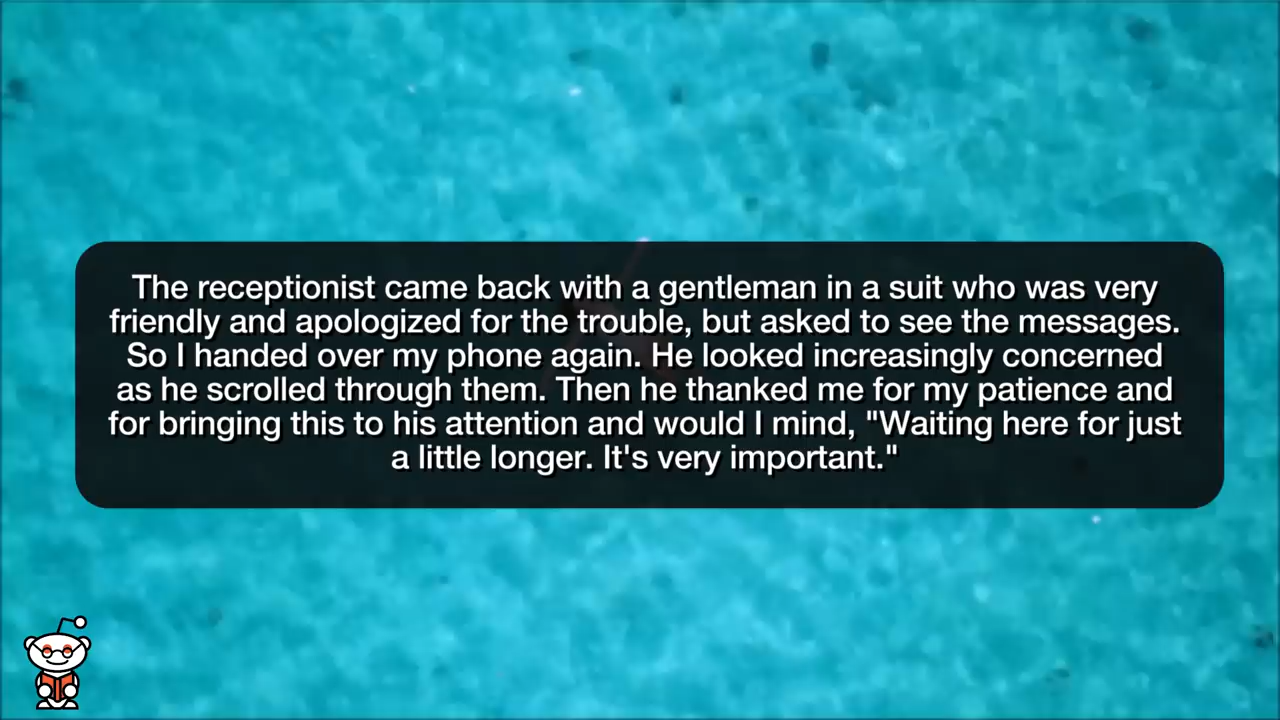 The receptionist came back with a gentleman in a suit who was very
friendly and apologized for the trouble, but asked to see the messages.
So I handed over my phone again. He looked increasingly concerned
as he scrolled through them. Then he thanked me for my patience and
for bringing this to his attention and would I mind, "Waiting here for just
a little longer. It's very important."